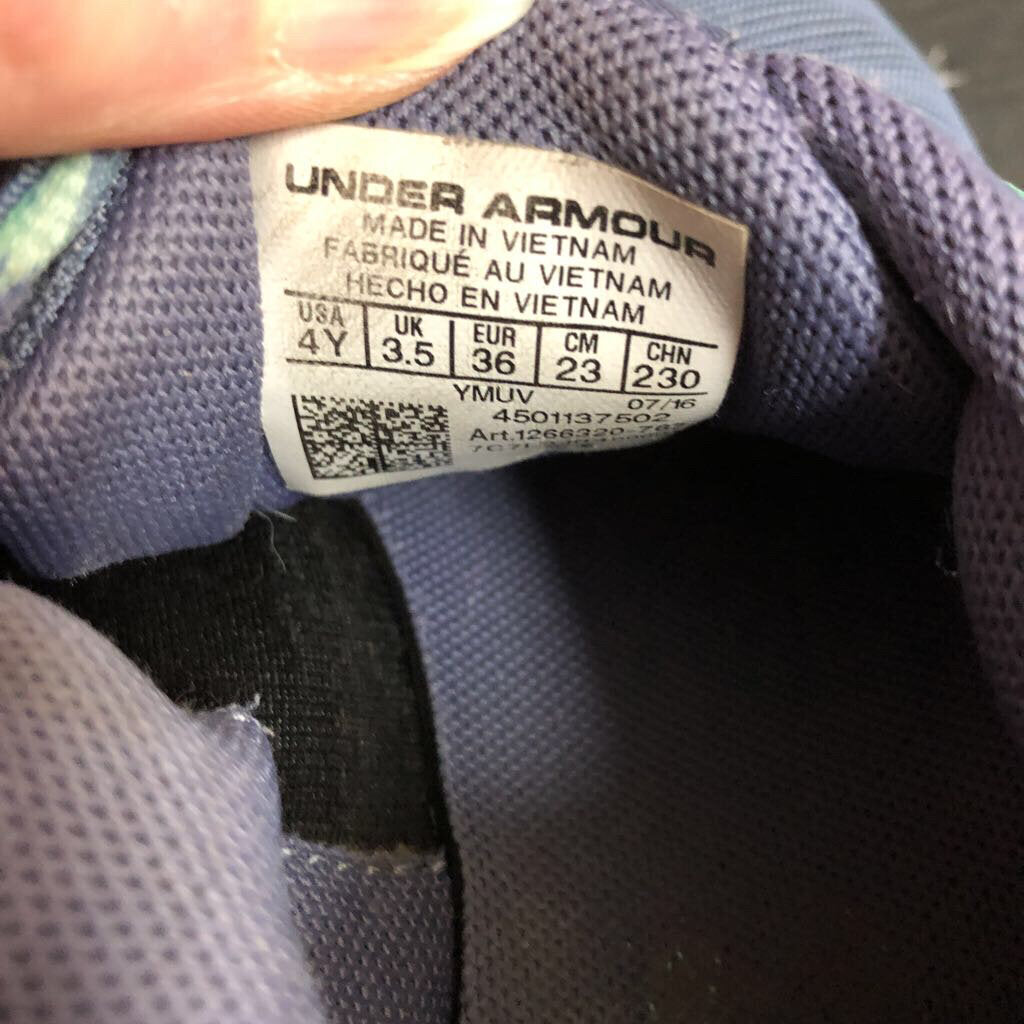 UNDER ARMOUR
MADE IN VIETNAM
FABRIQUÉ AU VIETNAM
HECHO EN VIETNAM
USA UK EUR CM CHN
4Y 3.5 36 23 230
YMUV 07/16
4501137502